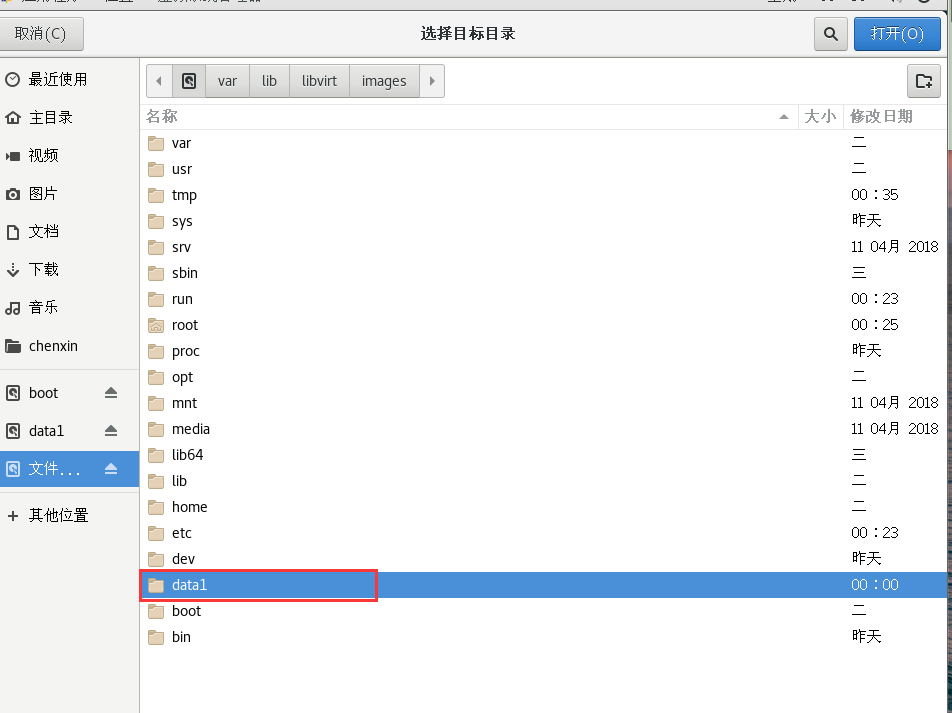 取消(C)
选择目标目录
打开(O)
最近使用
主目录
视频
图片
文档
下载
音乐
chenxin
boot
data1
文件...
其他位置
var lib libvirt images
名称 大小 修改日期
var 二
usr 二
tmp 00：35
sys 昨天
srv 11 04月 2018
sbin 三
run 00：23
root 00：25
proc 昨天
opt 二
mnt 11 04月 2018
media 11 04月 2018
lib64 三
lib 二
home 二
etc 00：23
dev 昨天
data1 00：00
boot 二
bin 昨天